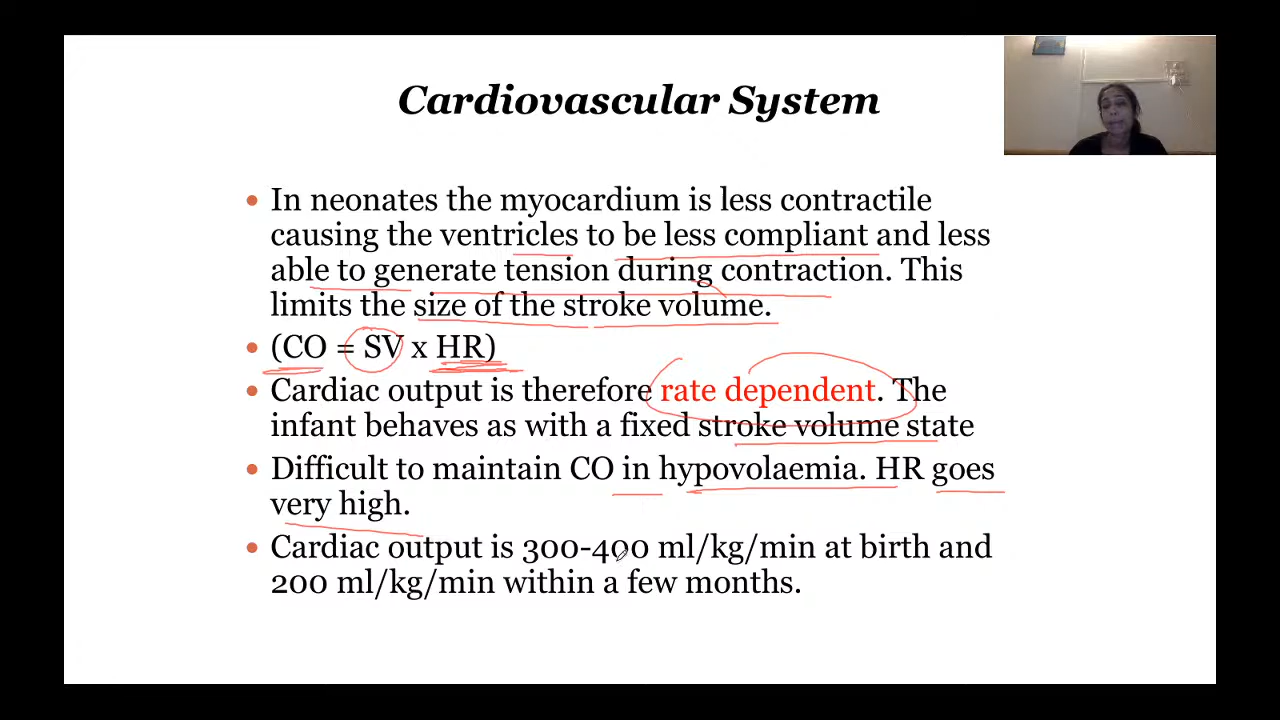 Cardiovascular System
• In neonates the myocardium is less contractile
causing the ventricles to be less compliant and less
able to generate tension during contraction. This
limits the size of the stroke volume.
• (CO = SV x HR)
• Cardiac output is therefore rate dependent. The
infant behaves as with a fixed stroke volume state
• Difficult to maintain CO in hypovolaemia. HR goes
very high.
• Cardiac output is 300-400 ml/kg/min at birth and
200 ml/kg/min within a few months.